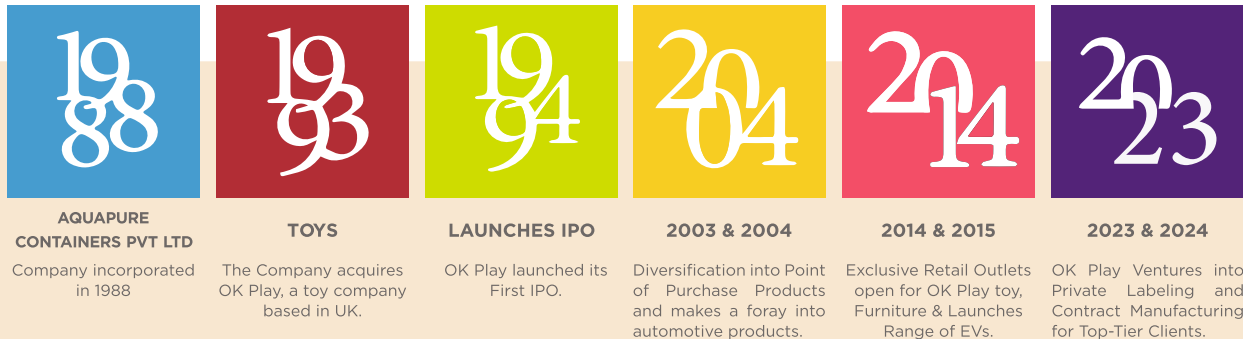 1988
1993
1994
2004
2014
2023
AQUAPURE
CONTAINERS PVT LTD
Company incorporated
in 1988
TOYS
The Company acquires
OK Play, a toy company
based in UK.
LAUNCHES IPO
OK Play launched its
First IPO.
2003 & 2004
Diversification into Point
of Purchase Products
and makes a foray into
automotive products.
2014 & 2015
Exclusive Retail Outlets
open for OK Play toy,
Furniture & Launches
Range of EVs.
2023 & 2024
OK Play Ventures into
Private Labeling and
Contract Manufacturing
for Top-Tier Clients.